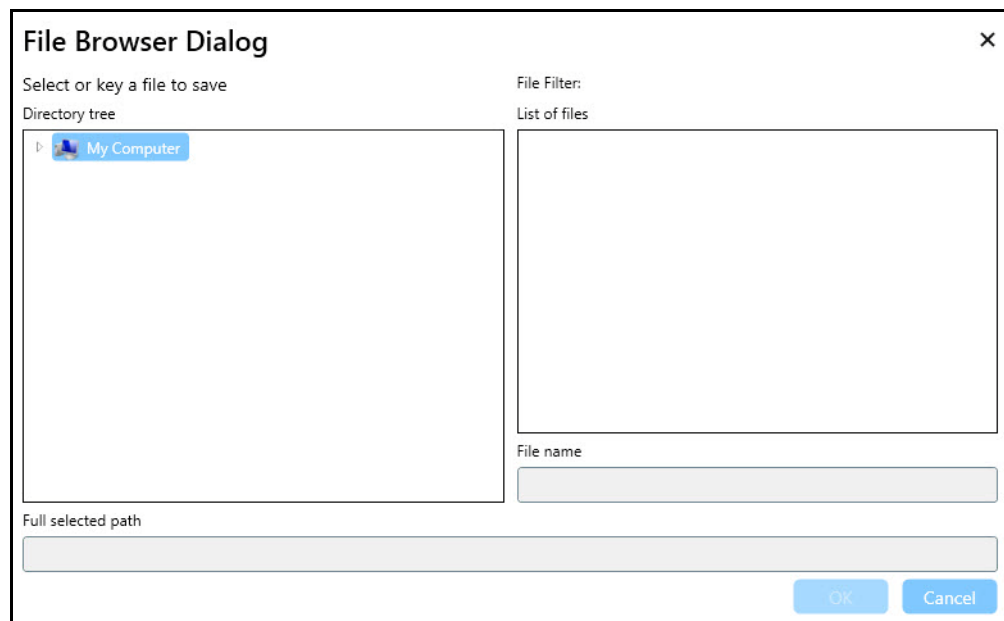 File Browser Dialog
Select or key a file to save
File Filter:
Directory tree
List of files
My Computer
File name
Full selected path
OK
Cancel